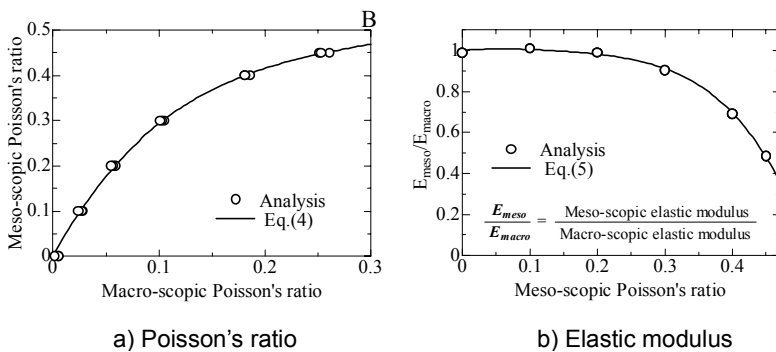 B
0.5
0.4
0.3
0.2
0.1
0
Meso-scopic Poisson's ratio
Analysis
Eq.(4)
0 0.1 0.2 0.3
Macro-scopic Poisson's ratio
a) Poisson's ratio
1
0.8
0.6
0.4
0.2
0
E_meso/E_macro
Analysis
Eq.(5)
E_meso / E_macro = Meso-scopic elastic modulus / Macro-scopic elastic modulus
0 0.1 0.2 0.3 0.4
Meso-scopic Poisson's ratio
b) Elastic modulus